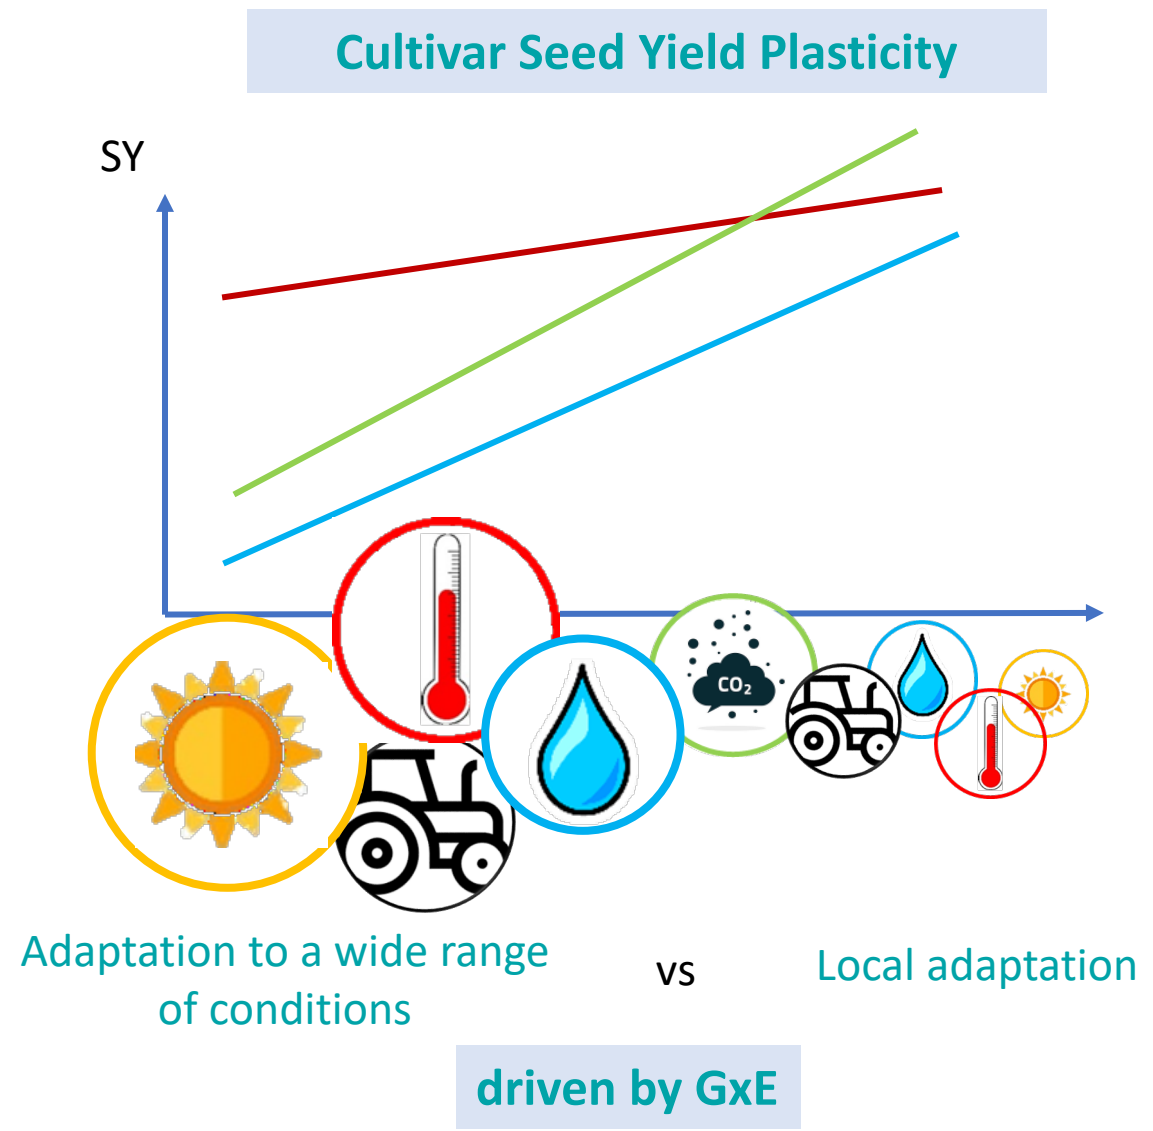 Cultivar Seed Yield Plasticity
SY
CO₂
Adaptation to a wide range
of conditions
vs
Local adaptation
driven by GxE